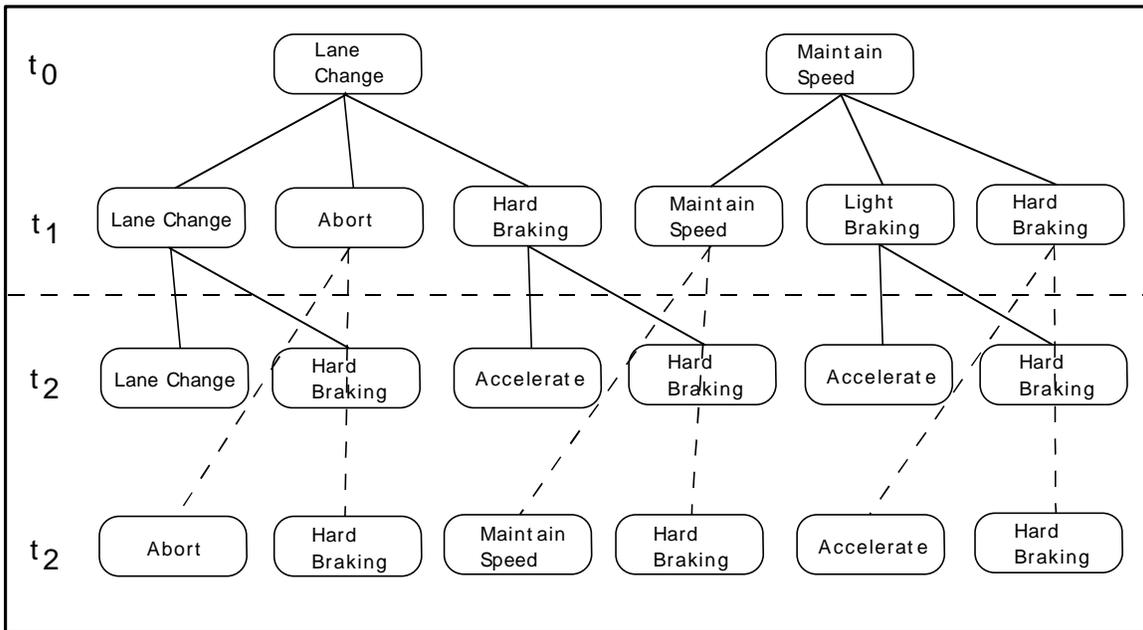 t0
Lane
Change
Maintain
Speed
t1
Lane Change
Abort
Hard
Braking
Maintain
Speed
Light
Braking
Hard
Braking
t2
Lane Change
Hard
Braking
Accelerate
Hard
Braking
Accelerate
Hard
Braking
t2
Abort
Hard
Braking
Maintain
Speed
Hard
Braking
Accelerate
Hard
Braking